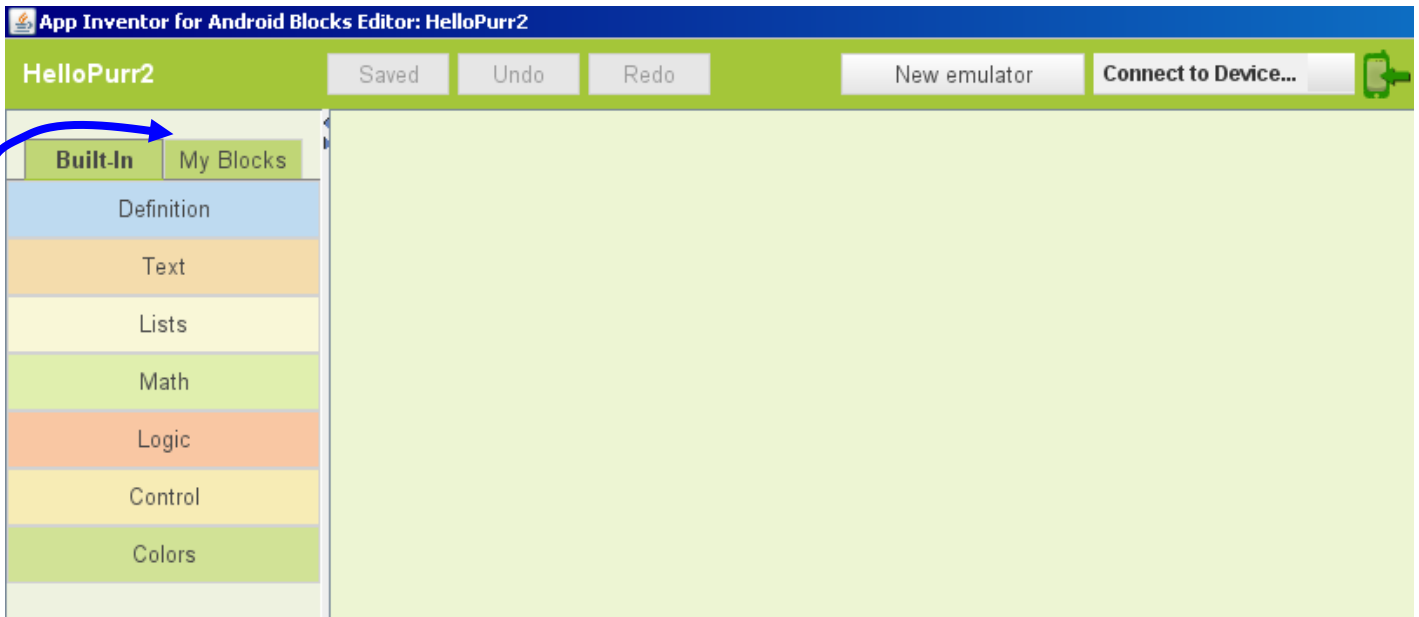 App Inventor for Android Blocks Editor: HelloPurr2
HelloPurr2 Saved Undo Redo New emulator Connect to Device...
Built-In My Blocks
Definition
Text
Lists
Math
Logic
Control
Colors